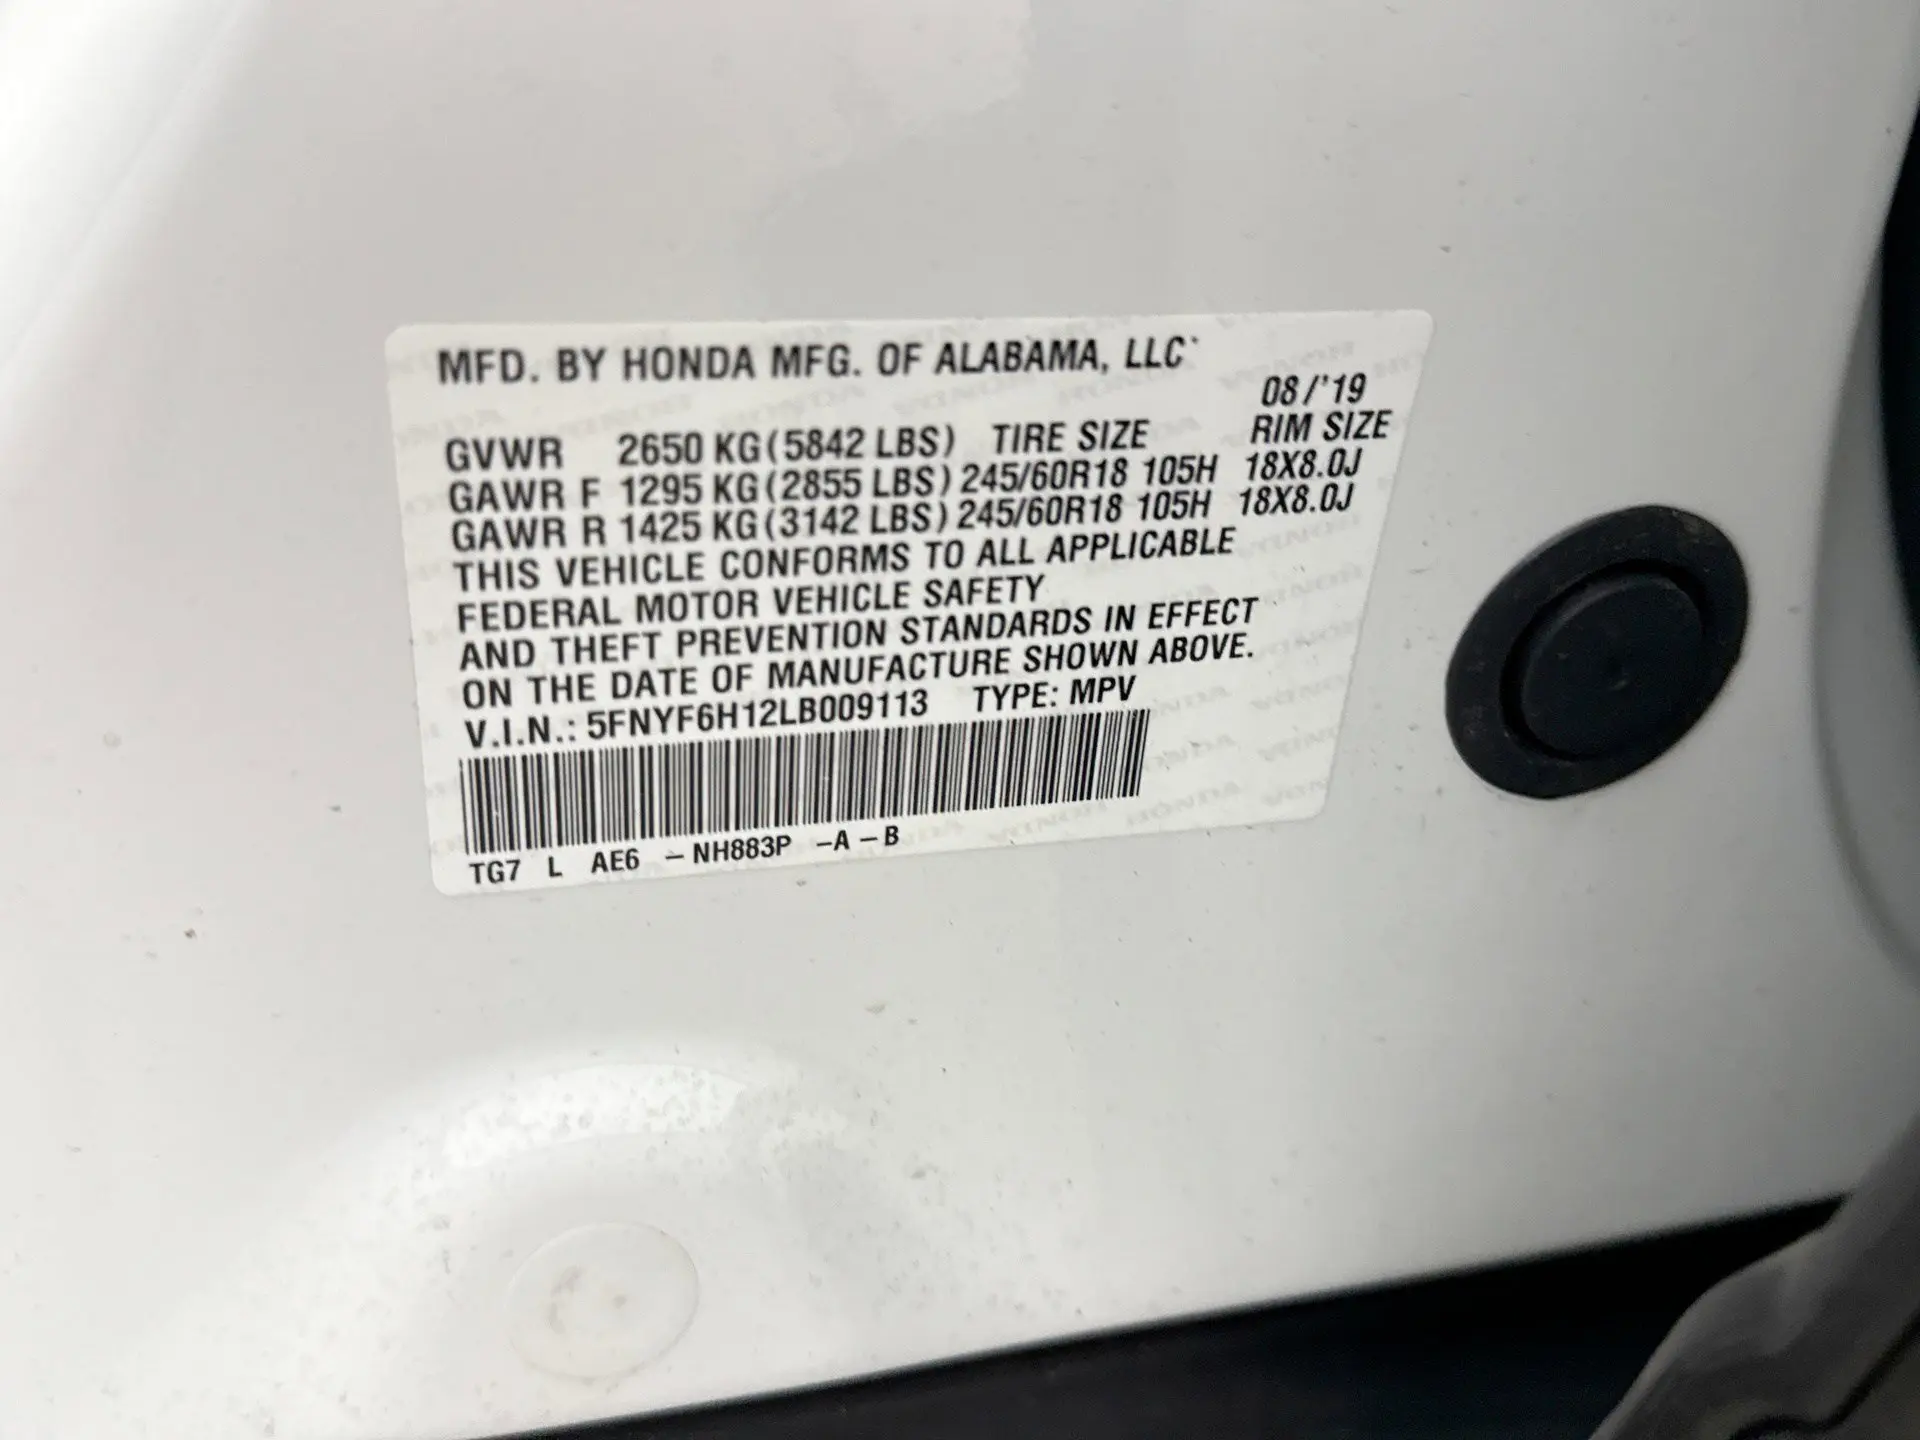 MFD. BY HONDA MFG. OF ALABAMA, LLC
08/'19
GVWR 2650 KG (5842 LBS) TIRE SIZE RIM SIZE
GAWR F 1295 KG (2855 LBS) 245/60R18 105H 18X8.0J
GAWR R 1425 KG (3142 LBS) 245/60R18 105H 18X8.0J
THIS VEHICLE CONFORMS TO ALL APPLICABLE
FEDERAL MOTOR VEHICLE SAFETY
AND THEFT PREVENTION STANDARDS IN EFFECT
ON THE DATE OF MANUFACTURE SHOWN ABOVE.
V.I.N.: 5FNYF6H12LB009113 TYPE: MPV
TG7 L AE6 – NH883P –A – B